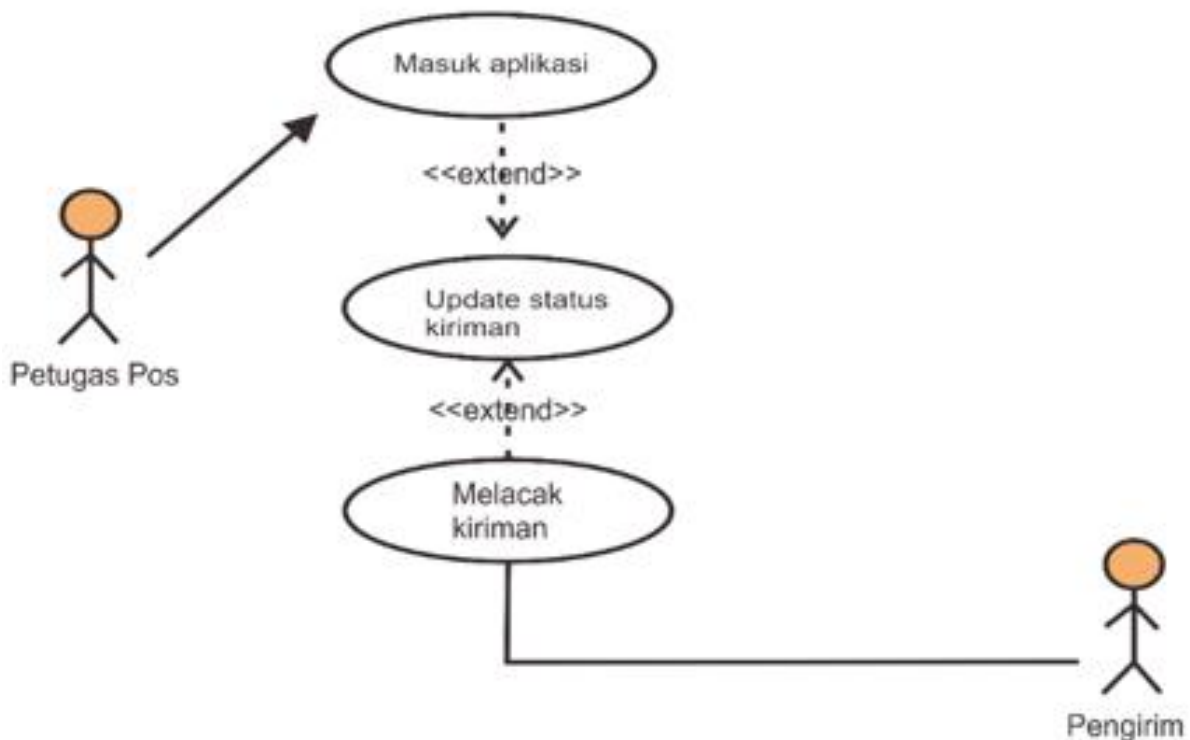 Masuk aplikasi
<<extend>>
Update status
kiriman
Petugas Pos
<<extend>>
Melacak
kiriman
Pengirim